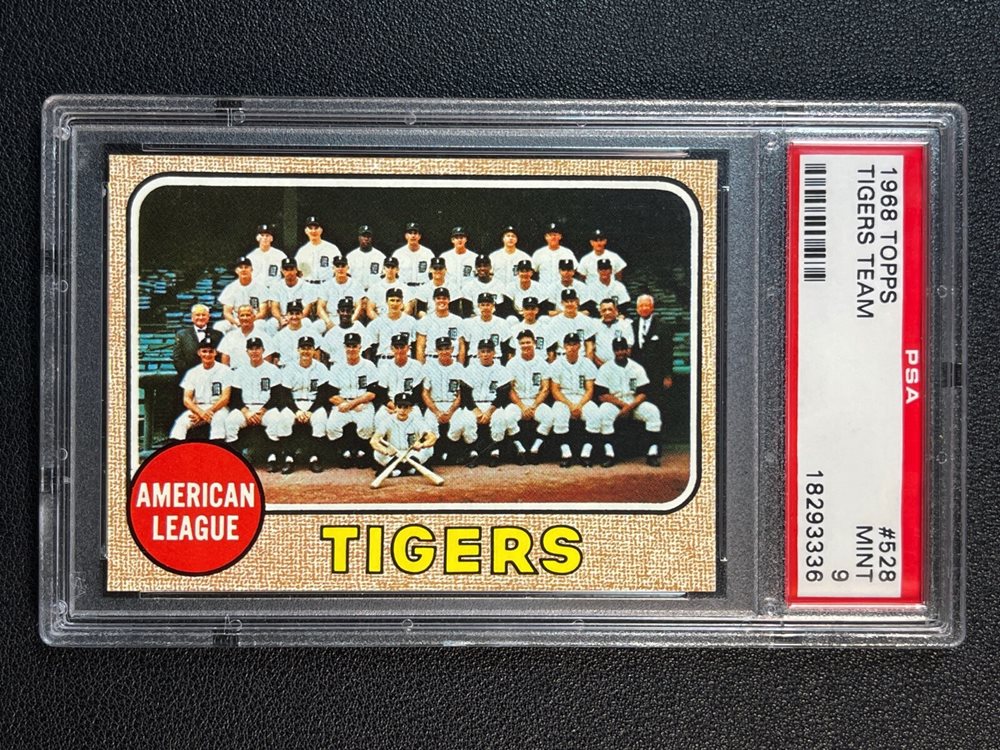 AMERICAN
LEAGUE
TIGERS
1968 TOPPS
TIGERS TEAM
PSA
#528
MINT
9
18293336